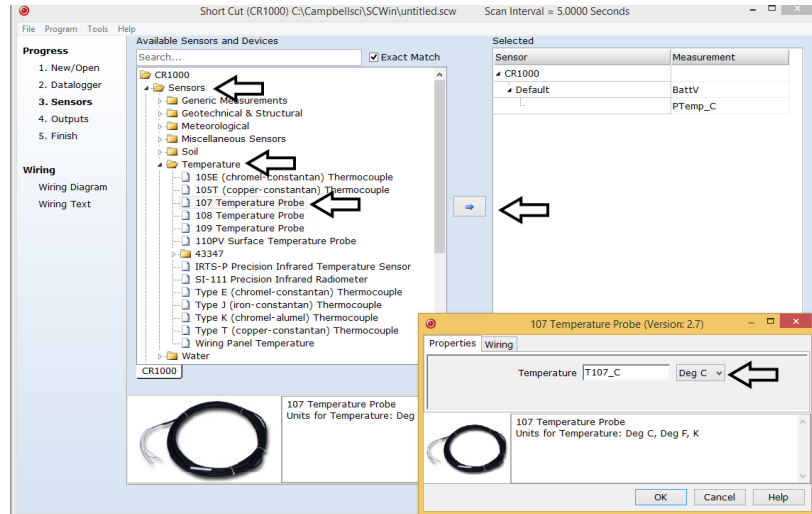 Short Cut (CR1000) C:\Campbellsci\SCWin\untitled.scw Scan Interval = 5.0000 Seconds
File Program Tools Help
Progress
1. New/Open
2. Datalogger
3. Sensors
4. Outputs
5. Finish
Wiring
Wiring Diagram
Wiring Text
Available Sensors and Devices
Search...
Exact Match
CR1000
Sensors
Generic Measurements
Geotechnical & Structural
Meteorological
Miscellaneous Sensors
Soil
Temperature
105E (chromel-constantan) Thermocouple
105T (copper-constantan) Thermocouple
107 Temperature Probe
108 Temperature Probe
109 Temperature Probe
110PV Surface Temperature Probe
43347
IRTS-P Precision Infrared Temperature Sensor
SI-111 Precision Infrared Radiometer
Type E (chromel-constantan) Thermocouple
Type J (iron-constantan) Thermocouple
Type K (chromel-alumel) Thermocouple
Type T (copper-constantan) Thermocouple
Wiring Panel Temperature
Water
CR1000
107 Temperature Probe
Units for Temperature: Deg
Selected
Sensor Measurement
CR1000
Default BattV
PTemp_C
107 Temperature Probe (Version: 2.7)
Properties Wiring
Temperature T107_C Deg C
107 Temperature Probe
Units for Temperature: Deg C, Deg F, K
OK Cancel Help